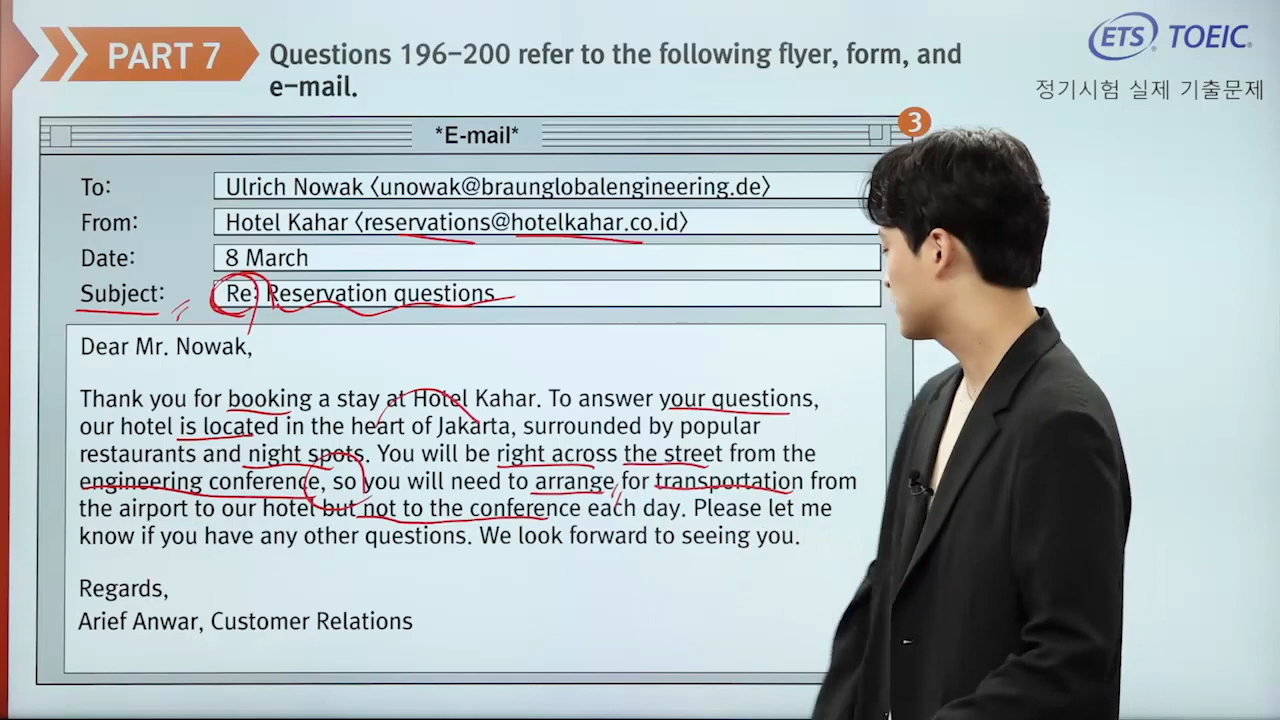 PART 7
Questions 196–200 refer to the following flyer, form, and
e–mail.
ETS® TOEIC®
정기시험 실제 기출문제
*E-mail*
3
To: Ulrich Nowak 〈unowak@braunglobalengineering.de〉
From: Hotel Kahar 〈reservations@hotelkahar.co.id〉
Date: 8 March
Subject: Re: Reservation questions
Dear Mr. Nowak,
Thank you for booking a stay at Hotel Kahar. To answer your questions,
our hotel is located in the heart of Jakarta, surrounded by popular
restaurants and night spots. You will be right across the street from the
engineering conference, so you will need to arrange for transportation from
the airport to our hotel but not to the conference each day. Please let me
know if you have any other questions. We look forward to seeing you.
Regards,
Arief Anwar, Customer Relations